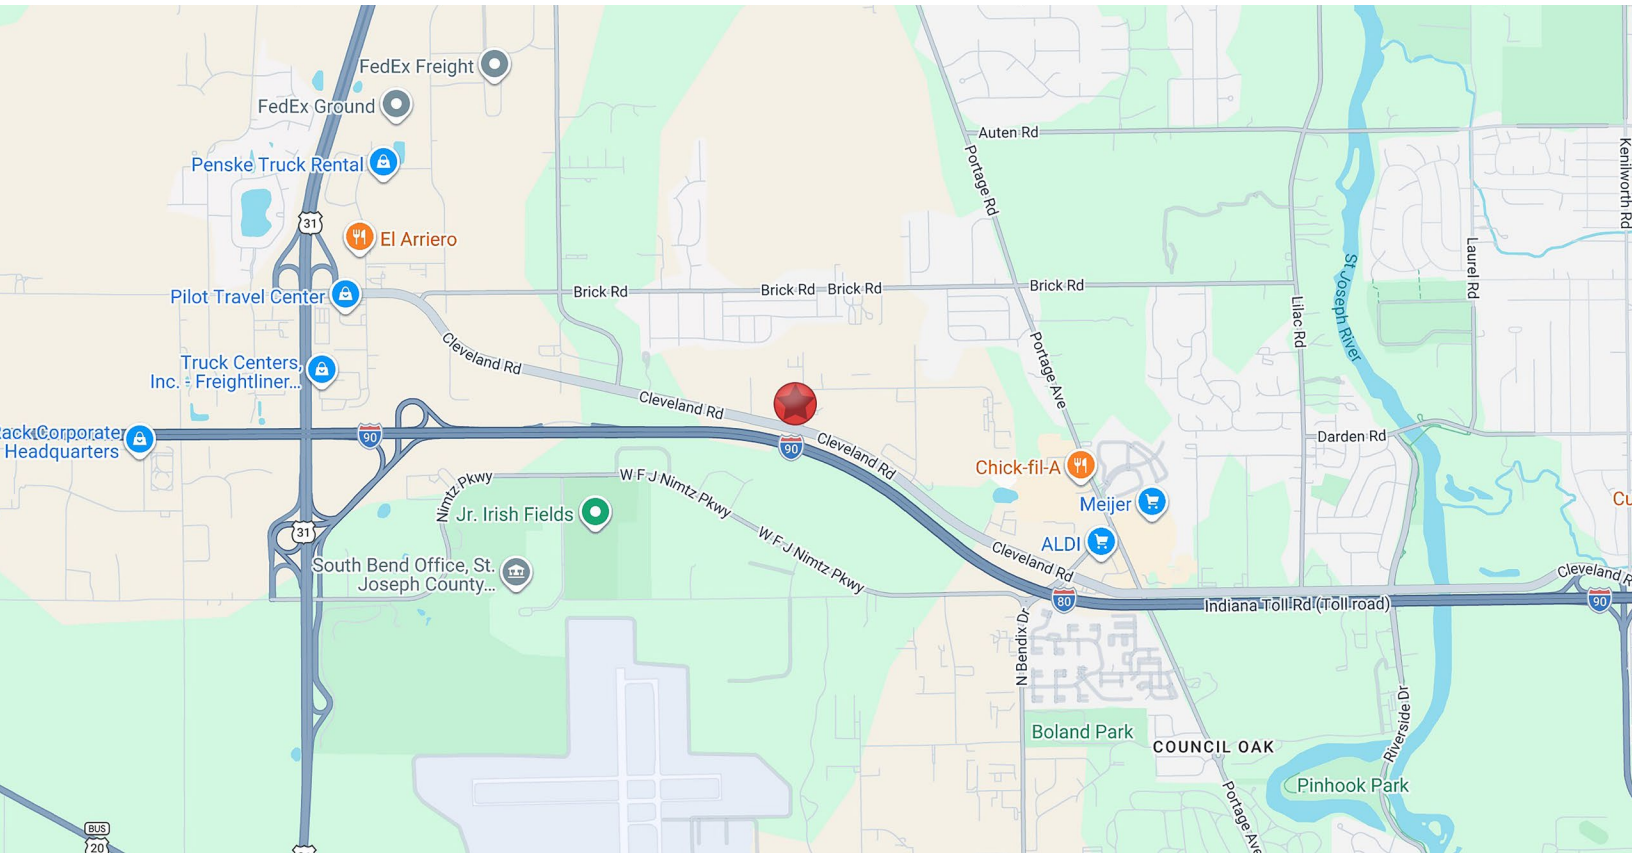 FedEx Freight
FedEx Ground
Penske Truck Rental
31
El Arriero
Pilot Travel Center
Truck Centers,
Inc. - Freightliner...
Cleveland Rd
Brick Rd
Brick Rd
Brick Rd
Brick Rd
Auten Rd
Portage Rd
Kenilworth Rd
Laurel Rd
St Joseph River
Lilac Rd
Portage Ave
Cleveland Rd
Corporate
Headquarters
90
90
Cleveland Rd
Darden Rd
Chick-fil-A
Meijer
ALDI
Nimtz Pkwy
W F J Nimtz Pkwy
W F J Nimtz Pkwy
Jr. Irish Fields
31
South Bend Office, St.
Joseph County...
Cleveland Rd
80
Indiana Toll Rd (Toll road)
Cleveland R
90
N Bendix Dr
Boland Park
COUNCIL OAK
Riverside Dr
Pinhook Park
Portage Ave
BUS
20